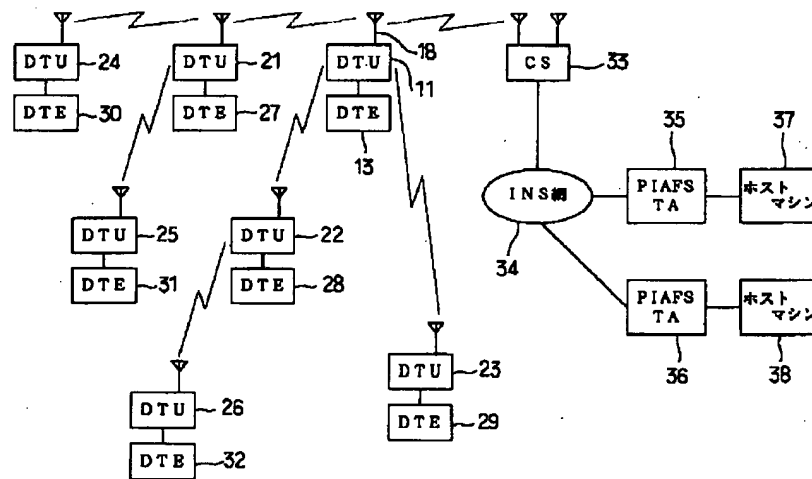 18
DTU
24
DTU
21
DTU
11
CS
33
DTE
30
DTE
27
DTE
13
35
37
INS網
34
PIAFS
TA
ホスト
マシン
DTU
25
DTU
22
DTE
31
DTE
28
PIAFS
TA
36
ホスト
マシン
38
DTU
23
DTE
29
DTU
26
DTE
32